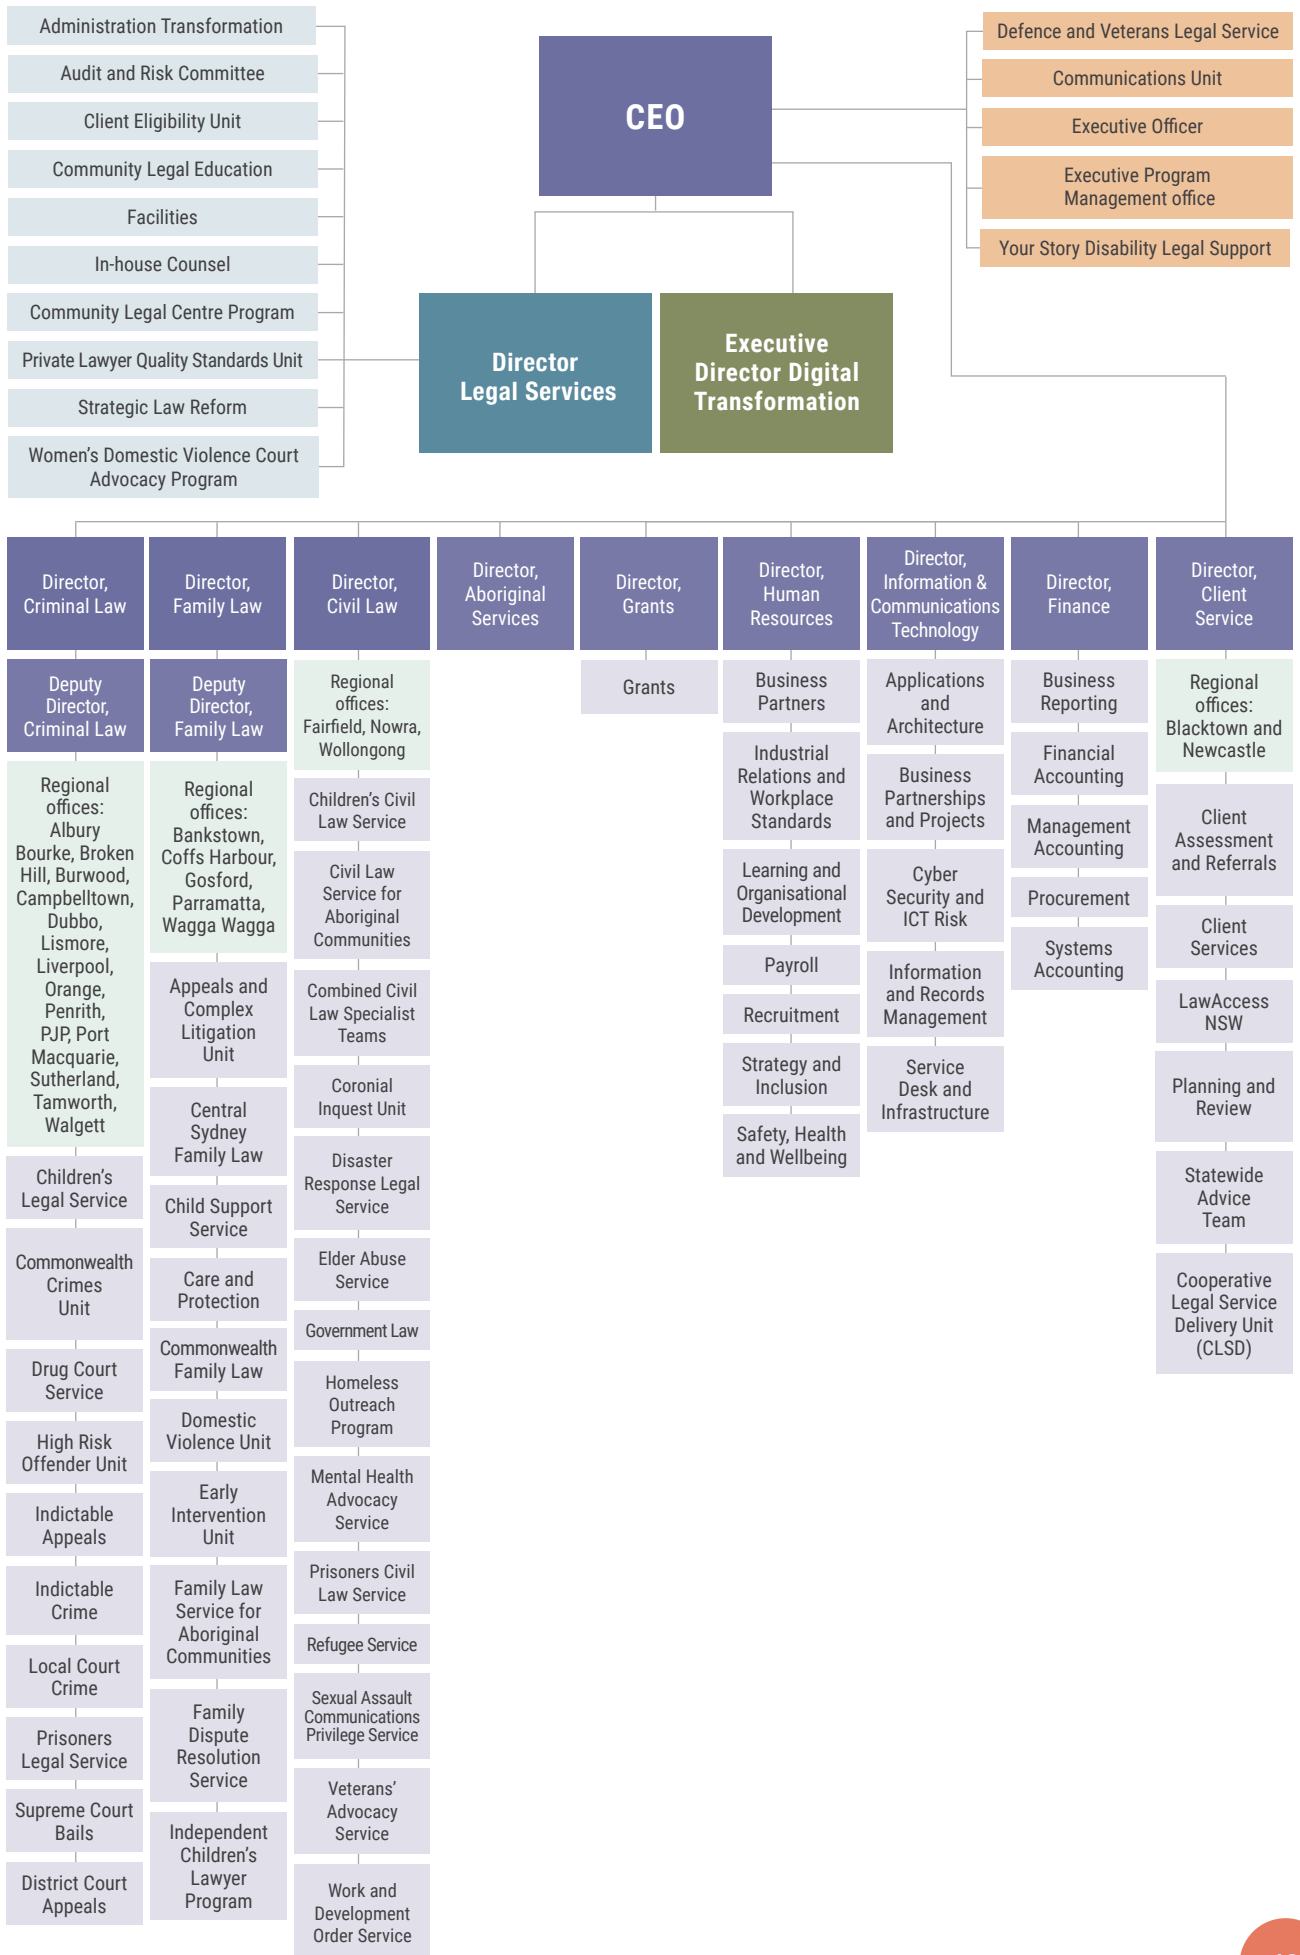 Administration Transformation
Audit and Risk Committee
Client Eligibility Unit
Community Legal Education
Facilities
In-house Counsel
Community Legal Centre Program
Private Lawyer Quality Standards Unit
Strategic Law Reform
Women’s Domestic Violence Court
Advocacy Program
CEO
Defence and Veterans Legal Service
Communications Unit
Executive Officer
Executive Program
Management office
Your Story Disability Legal Support
Director
Legal Services
Executive
Director Digital
Transformation
Director,
Criminal Law
Deputy
Director,
Criminal Law
Regional
offices:
Albury
Bourke, Broken
Hill, Burwood,
Campbelltown,
Dubbo,
Lismore,
Liverpool,
Orange,
Penrith,
PJP, Port
Macquarie,
Sutherland,
Tamworth,
Walgett
Children’s
Legal Service
Commonwealth
Crimes
Unit
Drug Court
Service
High Risk
Offender Unit
Indictable
Appeals
Indictable
Crime
Local Court
Crime
Prisoners
Legal Service
Supreme Court
Bails
District Court
Appeals
Director,
Family Law
Deputy
Director,
Family Law
Regional
offices:
Bankstown,
Coffs Harbour,
Gosford,
Parramatta,
Wagga Wagga
Appeals and
Complex
Litigation
Unit
Central
Sydney
Family Law
Child Support
Service
Care and
Protection
Commonwealth
Family Law
Domestic
Violence Unit
Early
Intervention
Unit
Family Law
Service for
Aboriginal
Communities
Family
Dispute
Resolution
Service
Independent
Children’s
Lawyer
Program
Director,
Civil Law
Regional
offices:
Fairfield, Nowra,
Wollongong
Children’s Civil
Law Service
Civil Law
Service for
Aboriginal
Communities
Combined Civil
Law Specialist
Teams
Coronial
Inquest Unit
Disaster
Response Legal
Service
Elder Abuse
Service
Government Law
Homeless
Outreach
Program
Mental Health
Advocacy
Service
Prisoners Civil
Law Service
Refugee Service
Sexual Assault
Communications
Privilege Service
Veterans’
Advocacy
Service
Work and
Development
Order Service
Director,
Aboriginal
Services
Director,
Grants
Grants
Director,
Human
Resources
Business
Partners
Industrial
Relations and
Workplace
Standards
Learning and
Organisational
Development
Payroll
Recruitment
Strategy and
Inclusion
Safety, Health
and Wellbeing
Director,
Information &
Communications
Technology
Applications
and
Architecture
Business
Partnerships
and Projects
Cyber
Security and
ICT Risk
Information
and Records
Management
Service
Desk and
Infrastructure
Director,
Finance
Business
Reporting
Financial
Accounting
Management
Accounting
Procurement
Systems
Accounting
Director,
Client
Service
Regional
offices:
Blacktown and
Newcastle
Client
Assessment
and Referrals
Client
Services
LawAccess
NSW
Planning and
Review
Statewide
Advice
Team
Cooperative
Legal Service
Delivery Unit
(CLSD)